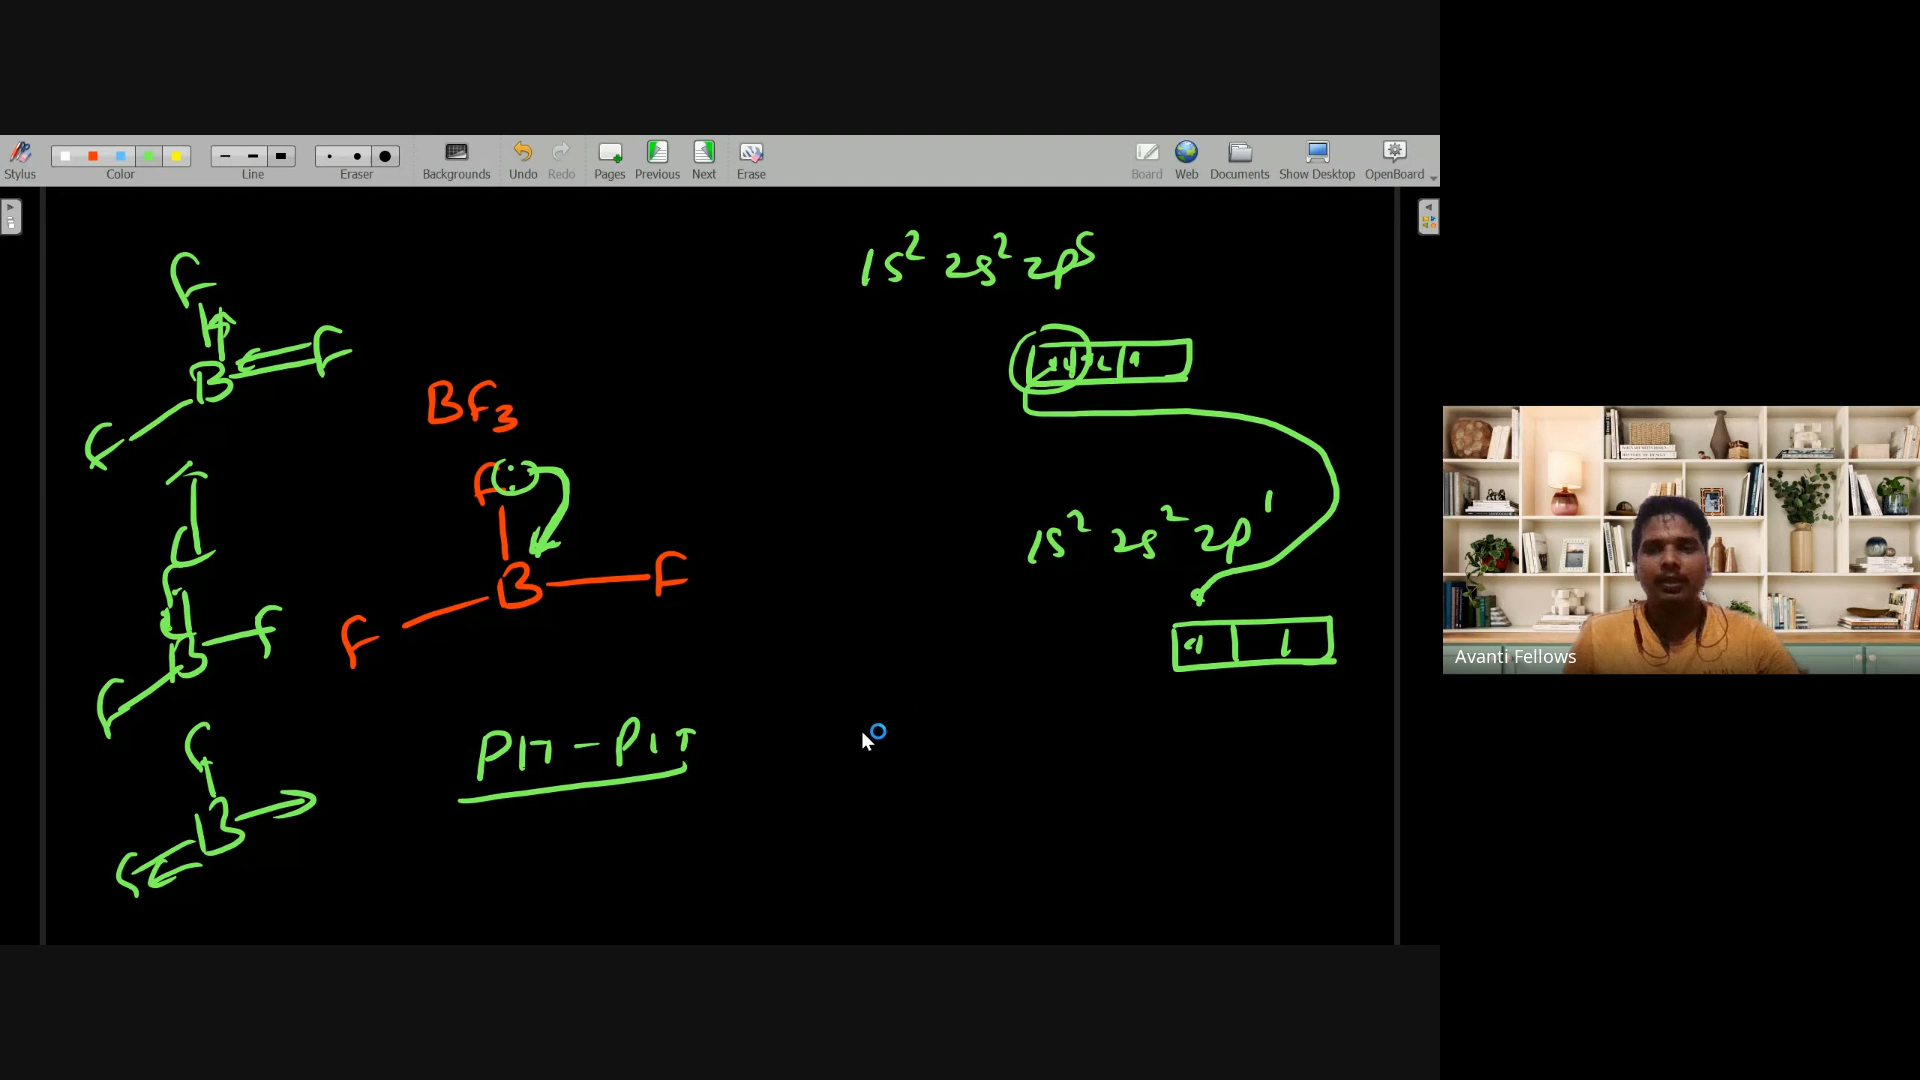 Stylus Color Line Eraser Backgrounds Undo Redo Pages Previous Next Erase Board Web Documents Show Desktop OpenBoard
1s² 2s² 2p⁵
F
B F
F
BF₃
F :
B F
F
1s² 2s² 2p¹
F
B F
F
F
B
F
Pπ - Pπ
Avanti Fellows